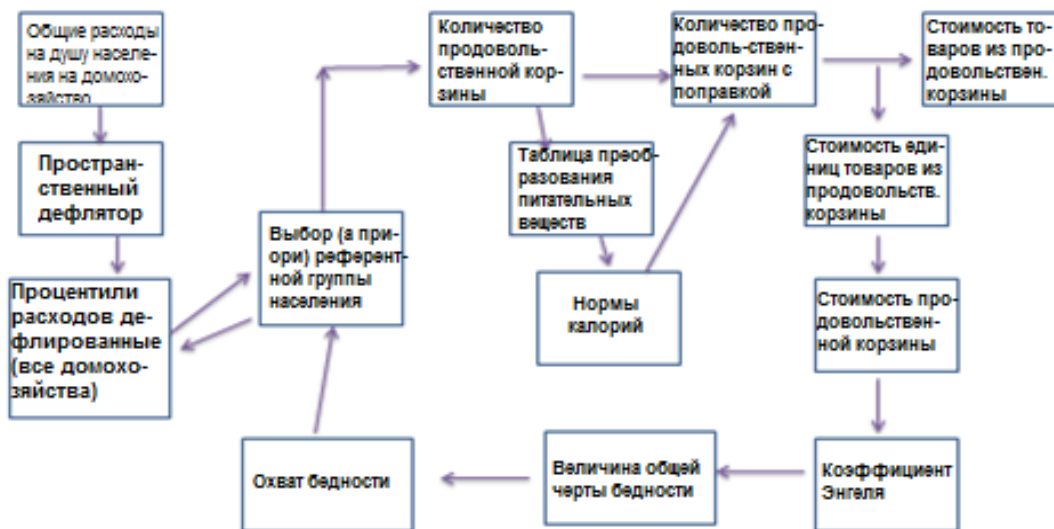 Общие расходы
на душу населе-
ния на домохо-
зяйство
Простран-
ственный
дефлятор
Процентили
расходов де-
флированные
(все домохо-
зяйства)
Выбор (а при-
ори) референт-
ной группы
населения
Количество
продоволь-
ственной кор-
зины
Таблица преоб-
разования
питательных
веществ
Нормы
калорий
Количество про-
доволь-ствен-
ных корзин с
поправкой
Стоимость то-
варов из про-
довольствен.
корзины
Стоимость еди-
ниц товаров из
продовольств.
корзины
Стоимость про-
довольствен-
ной корзины
Коэффициент
Энгеля
Величина общей
черты бедности
Охват бедности